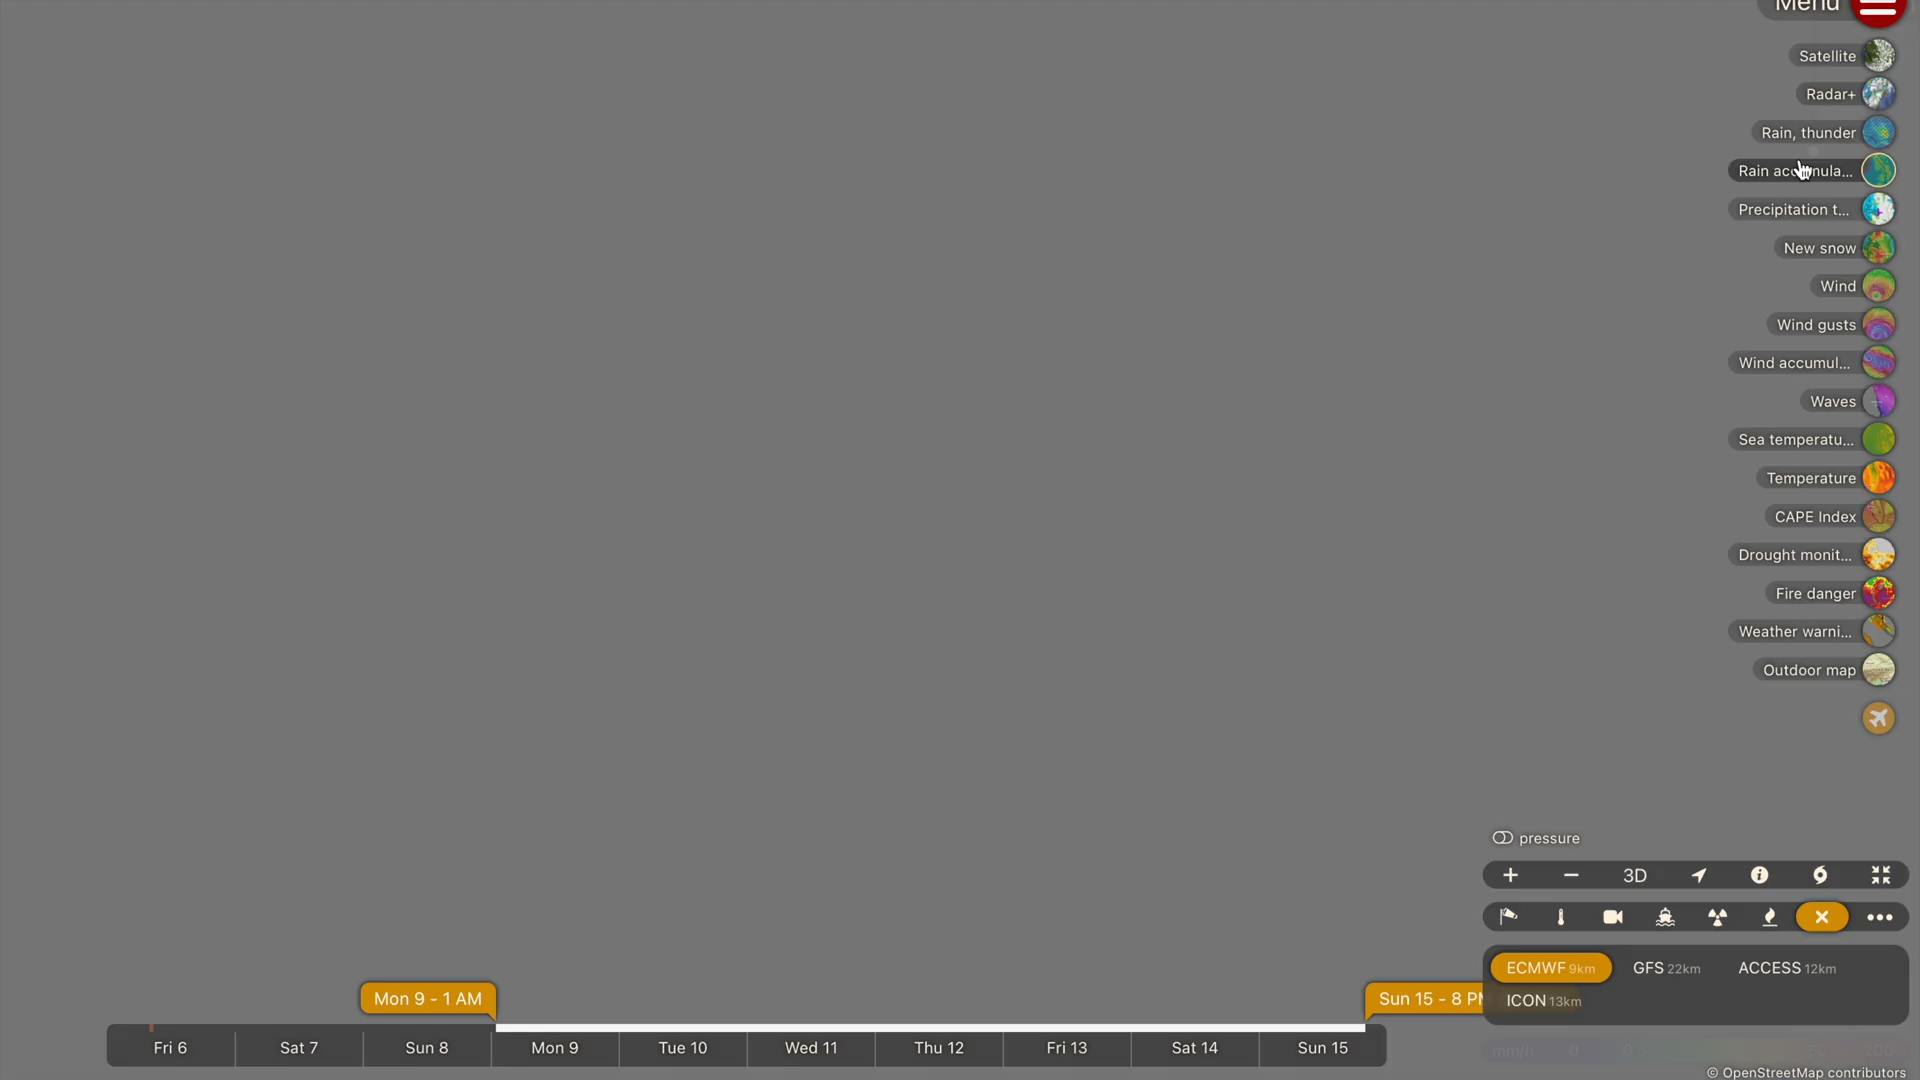 Menu
Satellite
Radar+
Rain, thunder
Rain accumula...
Precipitation t...
New snow
Wind
Wind gusts
Wind accumul...
Waves
Sea temperatu...
Temperature
CAPE Index
Drought monit...
Fire danger
Weather warni...
Outdoor map
pressure
3D
ECMWF 9km GFS 22km ACCESS 12km
ICON 13km
Mon 9 - 1 AM Sun 15 - 8 PM
Fri 6 Sat 7 Sun 8 Mon 9 Tue 10 Wed 11 Thu 12 Fri 13 Sat 14 Sun 15
mm/h 0
© OpenStreetMap contributors